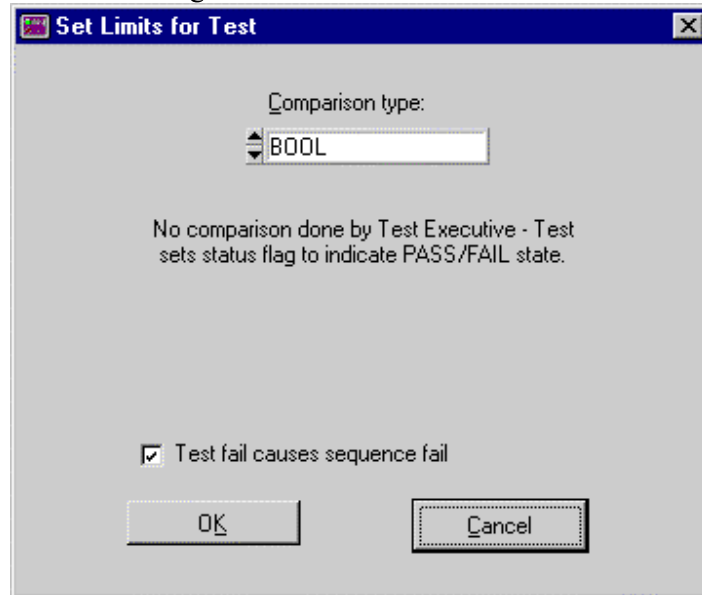 Set Limits for Test
Comparison type:
BOOL
No comparison done by Test Executive - Test
sets status flag to indicate PASS/FAIL state.
Test fail causes sequence fail
OK
Cancel